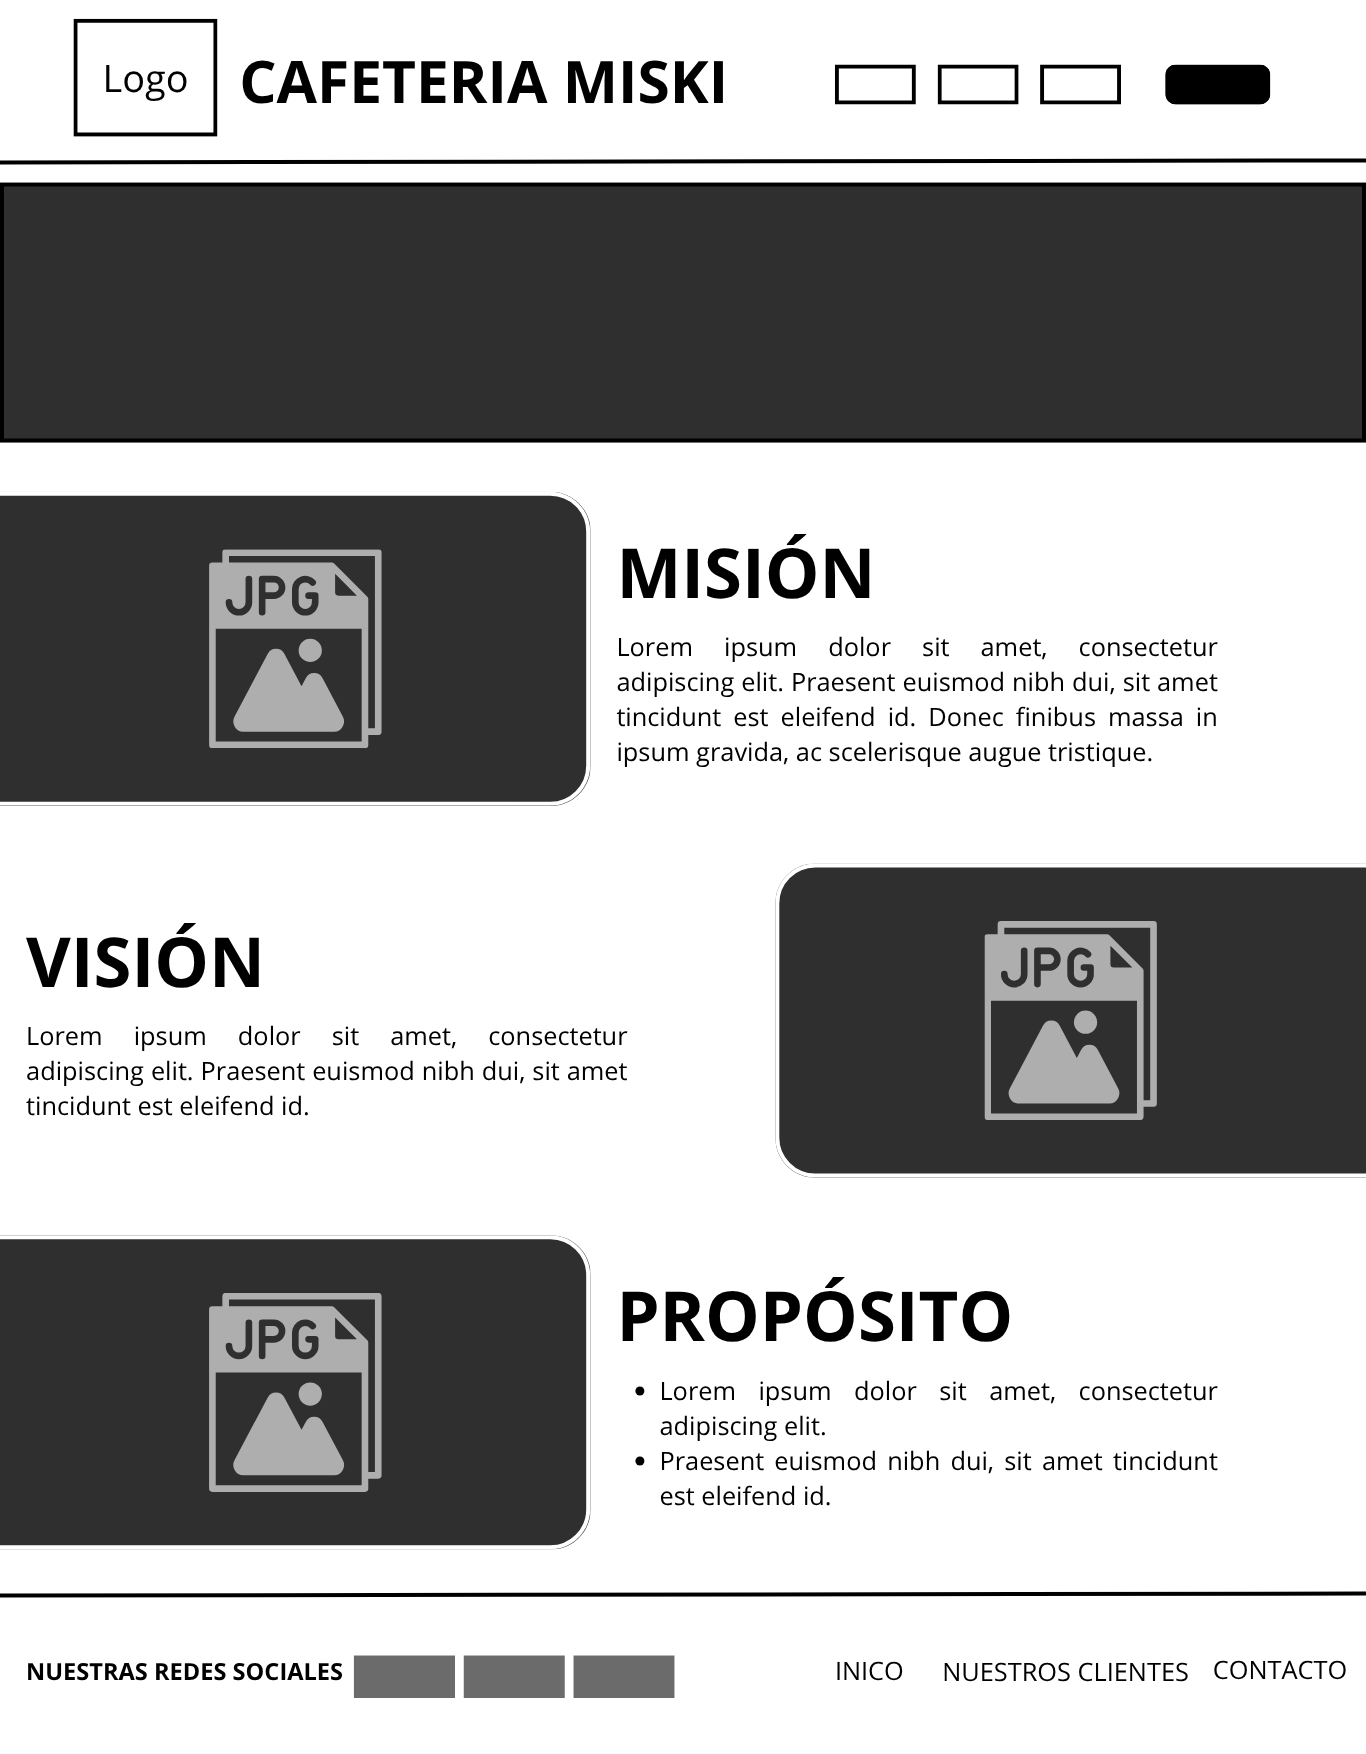 Logo
CAFETERIA MISKI
JPG
MISIÓN
Lorem ipsum dolor sit amet, consectetur
adipiscing elit. Praesent euismod nibh dui, sit amet
tincidunt est eleifend id. Donec finibus massa in
ipsum gravida, ac scelerisque augue tristique.
VISIÓN
Lorem ipsum dolor sit amet, consectetur
adipiscing elit. Praesent euismod nibh dui, sit amet
tincidunt est eleifend id.
JPG
JPG
PROPÓSITO
• Lorem ipsum dolor sit amet, consectetur
adipiscing elit.
• Praesent euismod nibh dui, sit amet tincidunt
est eleifend id.
NUESTRAS REDES SOCIALES
INICO
NUESTROS CLIENTES
CONTACTO